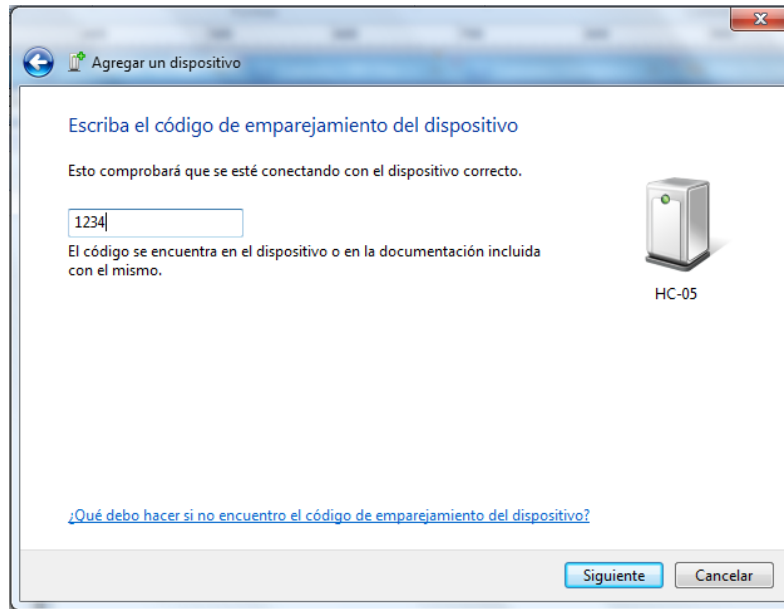 Agregar un dispositivo
Escriba el código de emparejamiento del dispositivo
Esto comprobará que se esté conectando con el dispositivo correcto.
1234
El código se encuentra en el dispositivo o en la documentación incluida
con el mismo.
HC-05
¿Qué debo hacer si no encuentro el código de emparejamiento del dispositivo?
Siguiente
Cancelar